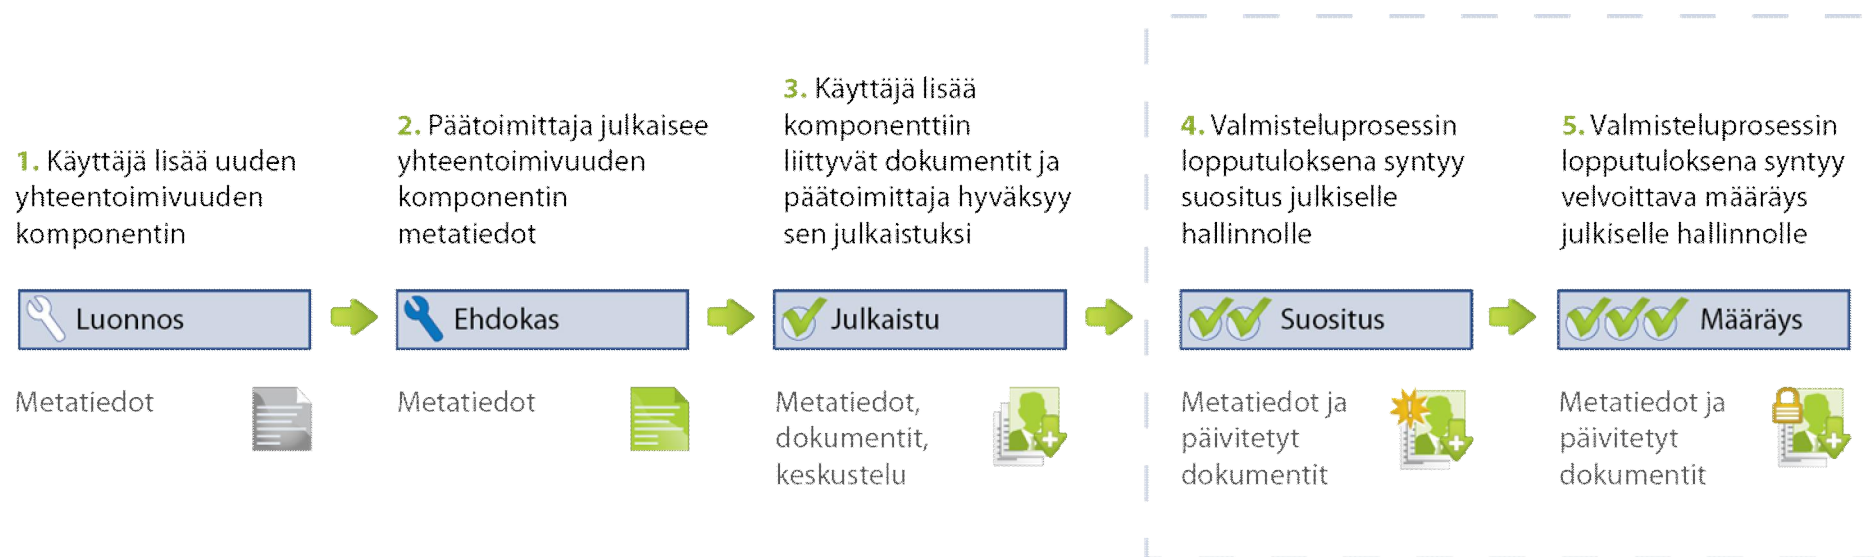 1. Käyttäjä lisää uuden
yhteentoimivuuden
komponentin
2. Päätoimittaja julkaisee
yhteentoimivuuden
komponentin
metatiedot
3. Käyttäjä lisää
komponenttiin
liittyvät dokumentit ja
päätoimittaja hyväksyy
sen julkaistuksi
4. Valmisteluprosessin
lopputuloksena syntyy
suositus julkiselle
hallinnolle
5. Valmisteluprosessin
lopputuloksena syntyy
velvoittava määräys
julkiselle hallinnolle
Luonnos
Ehdokas
Julkaistu
Suositus
Määräys
Metatiedot
Metatiedot
Metatiedot,
dokumentit,
keskustelu
Metatiedot ja
päivitetyt
dokumentit
Metatiedot ja
päivitetyt
dokumentit